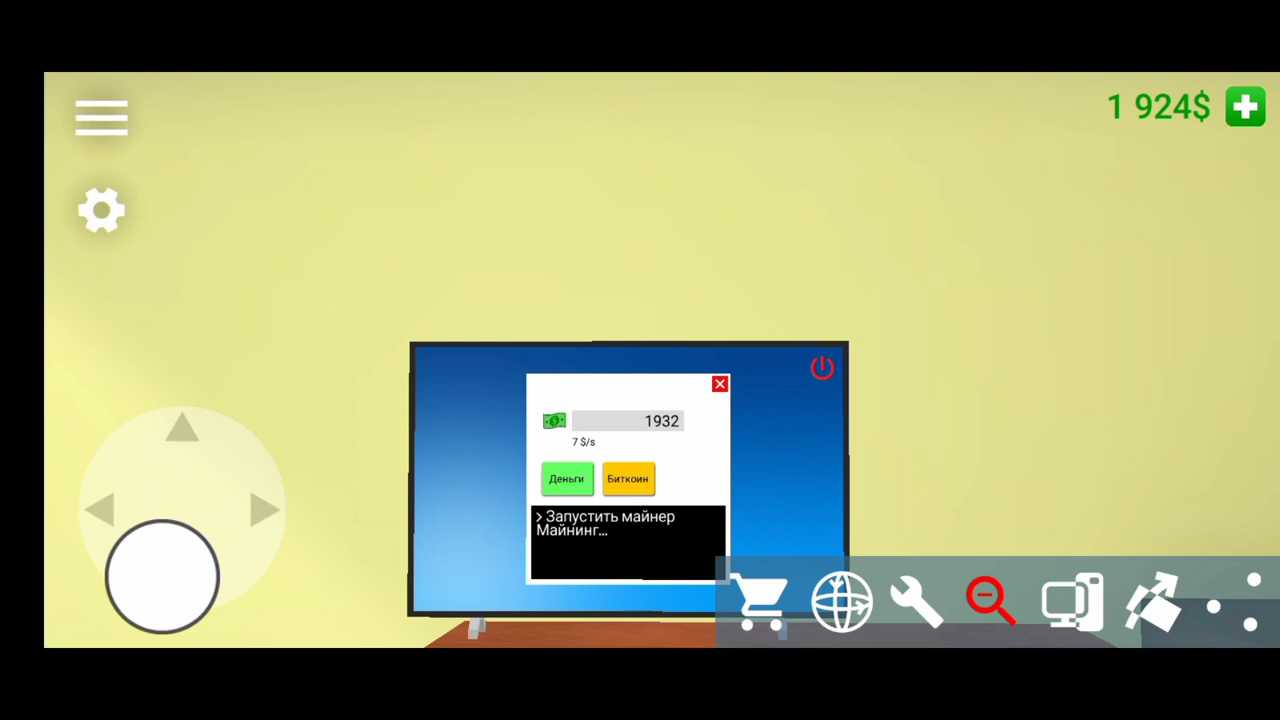 1 924$
1932
7 $/s
Деньги Биткоин
> Запустить майнер
Майнинг...